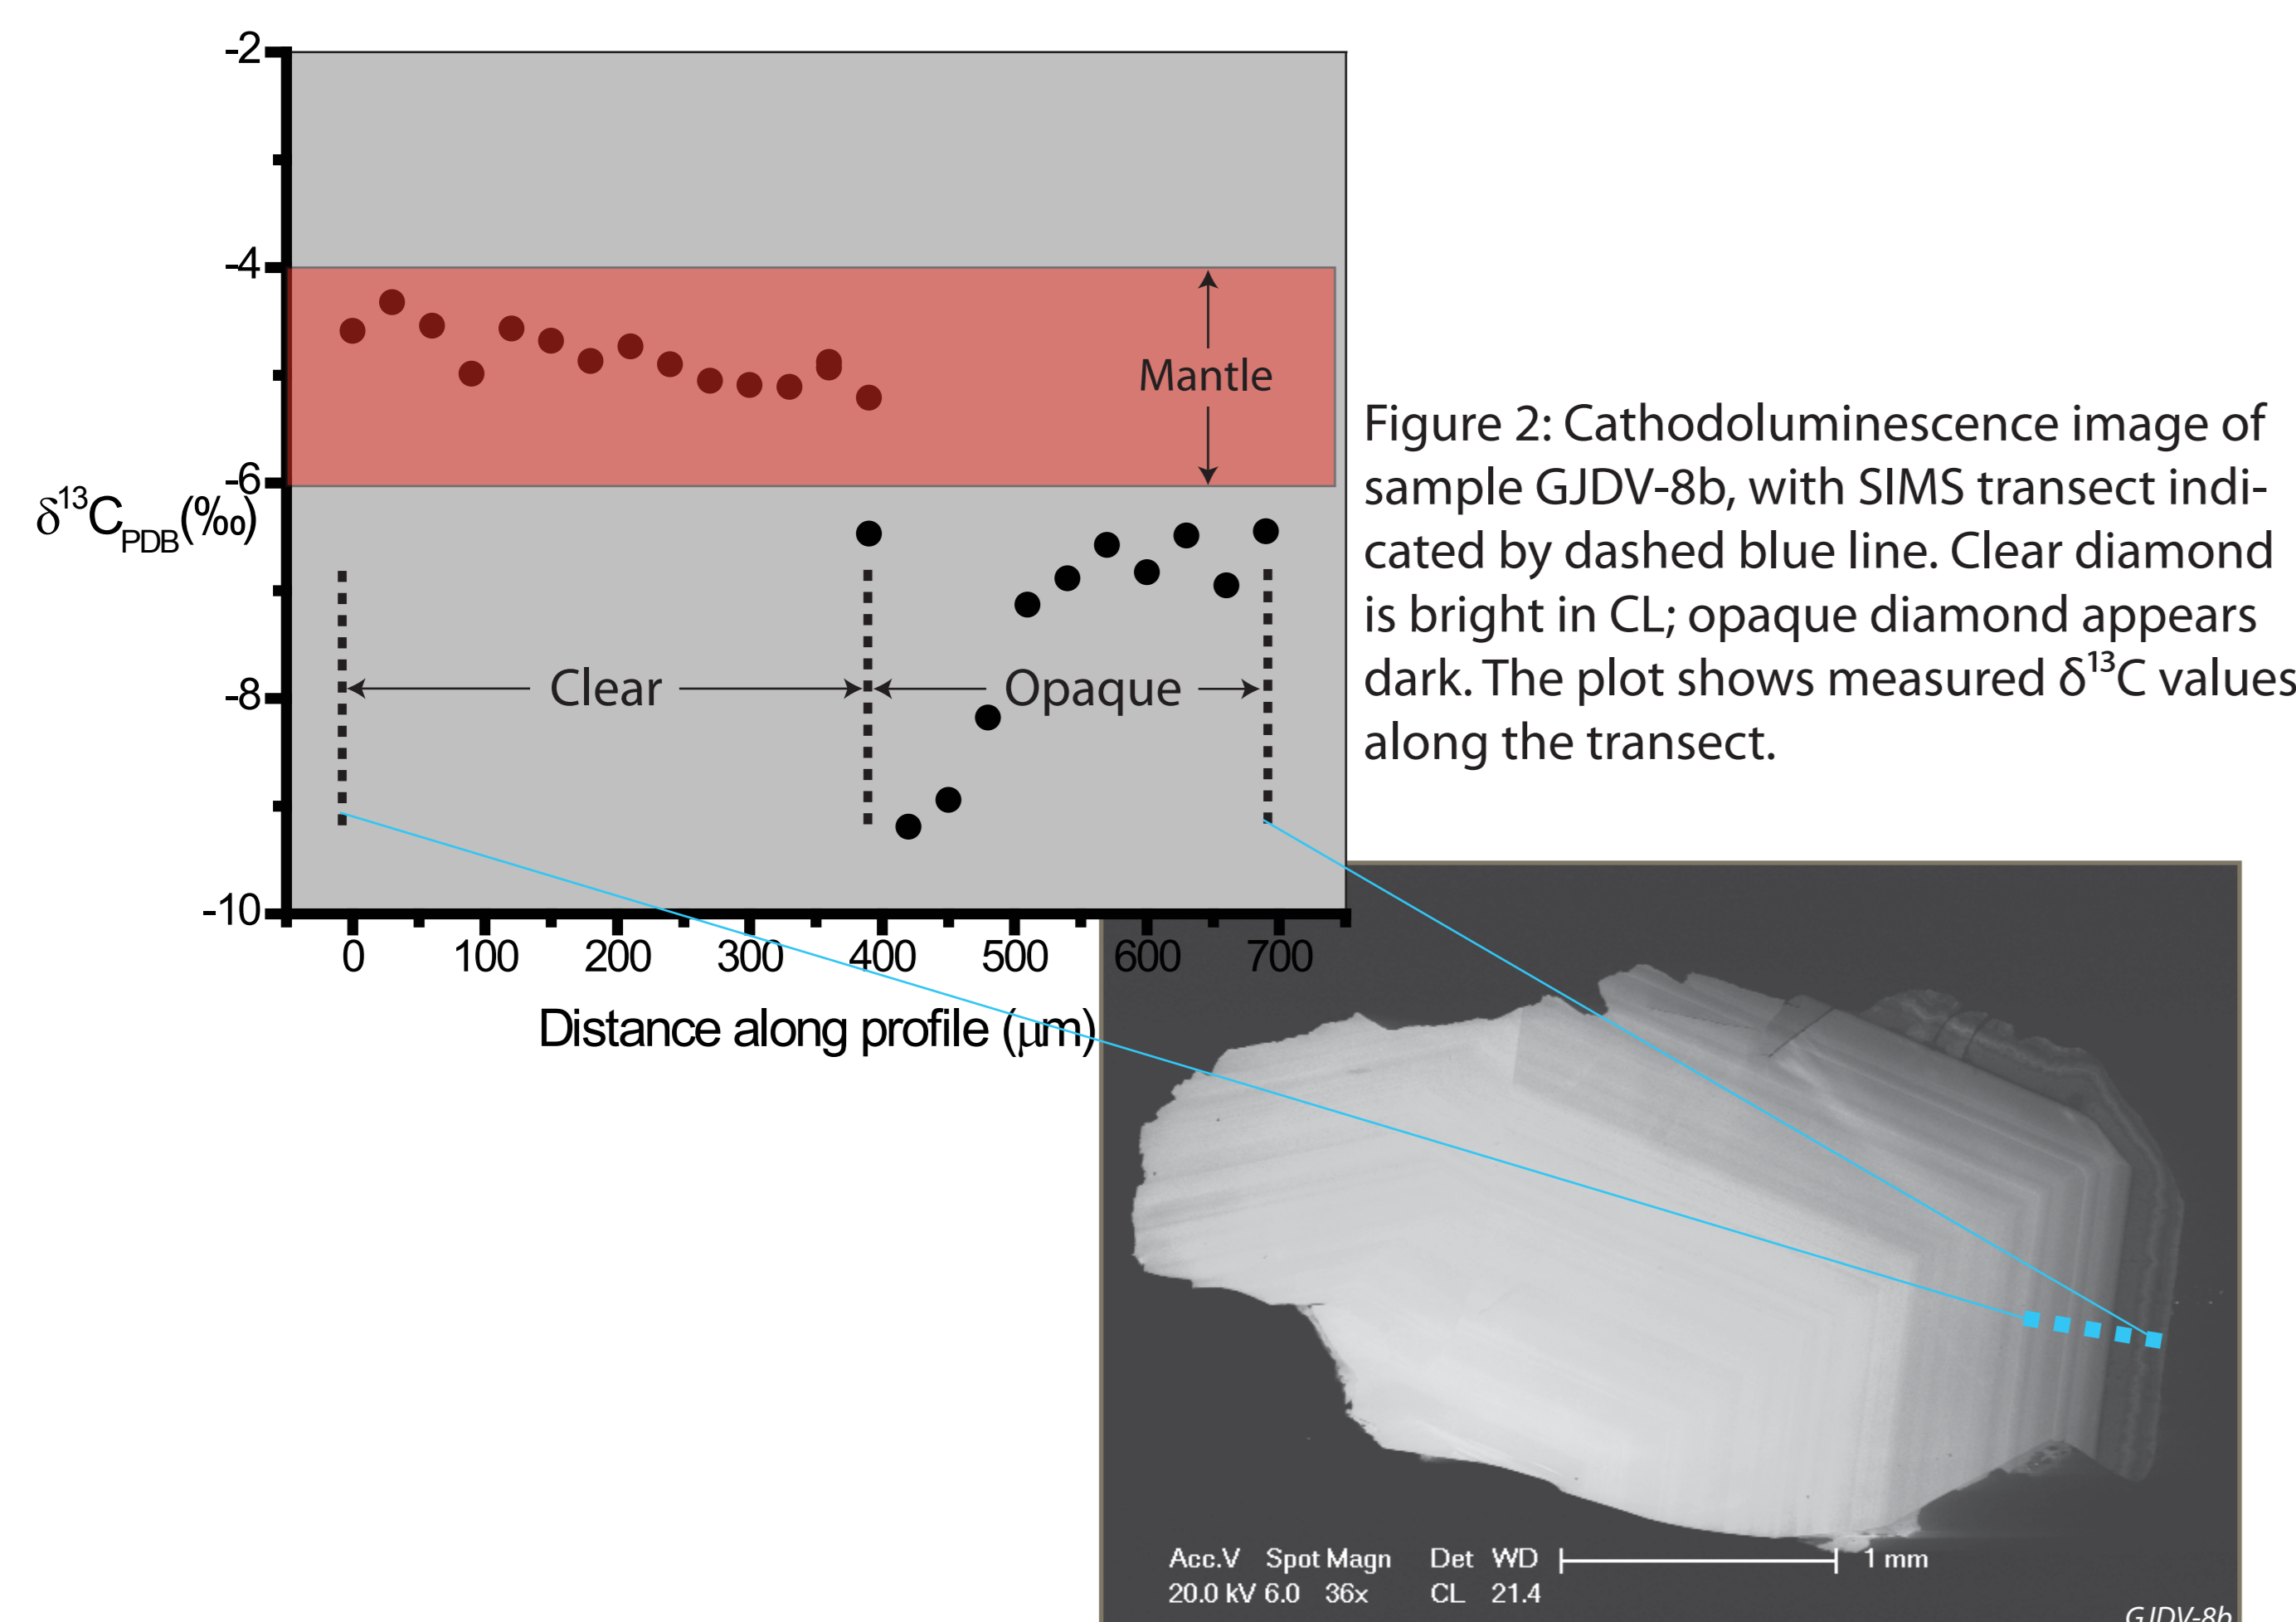 -2
-4
-6
-8
-10
δ¹³C_PDB(‰)
Mantle
Clear
Opaque
0 100 200 300 400 500 600 700
Distance along profile (μm)
Figure 2: Cathodoluminescence image of
sample GJDV-8b, with SIMS transect indi-
cated by dashed blue line. Clear diamond
is bright in CL; opaque diamond appears
dark. The plot shows measured δ¹³C values
along the transect.
Acc.V Spot Magn Det WD 1 mm
20.0 kV 6.0 36x CL 21.4
GJDV-8b